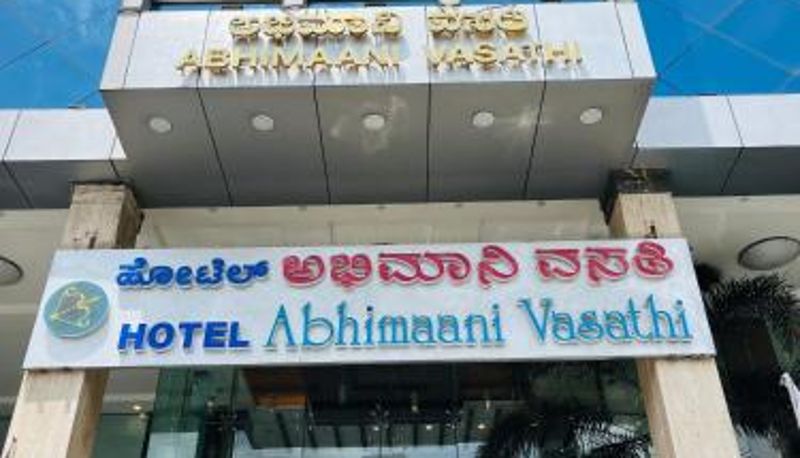 ಅಭಿಮಾನಿ ವಸತಿ
ABHIMAANI VASATHI
ಹೋಟೆಲ್ ಅಭಿಮಾನಿ ವಸತಿ
HOTEL Abhimaani Vasathi